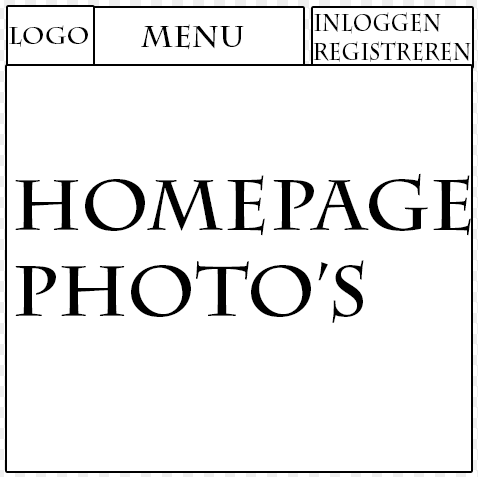 LOGO
MENU
INLOGGEN
REGISTREREN
HOMEPAGE
PHOTO'S